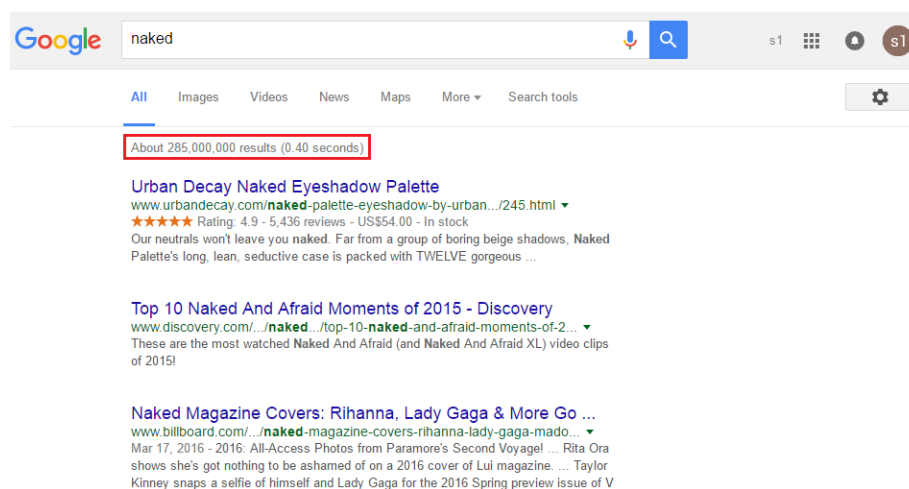 Google naked s1 s1
All Images Videos News Maps More Search tools
About 285,000,000 results (0.40 seconds)
Urban Decay Naked Eyeshadow Palette
www.urbandecay.com/naked-palette-eyeshadow-by-urban.../245.html
Rating: 4.9 - 5,436 reviews - US$54.00 - In stock
Our neutrals won't leave you naked. Far from a group of boring beige shadows, Naked
Palette's long, lean, seductive case is packed with TWELVE gorgeous ...
Top 10 Naked And Afraid Moments of 2015 - Discovery
www.discovery.com/.../naked.../top-10-naked-and-afraid-moments-of-2...
These are the most watched Naked And Afraid (and Naked And Afraid XL) video clips
of 2015!
Naked Magazine Covers: Rihanna, Lady Gaga & More Go ...
www.billboard.com/.../naked-magazine-covers-rihanna-lady-gaga-mado...
Mar 17, 2016 - 2016: All-Access Photos from Paramore's Second Voyage! ... Rita Ora
shows she's got nothing to be ashamed of on a 2016 cover of Lui magazine. ... Taylor
Kinney snaps a selfie of himself and Lady Gaga for the 2016 Spring preview issue of V